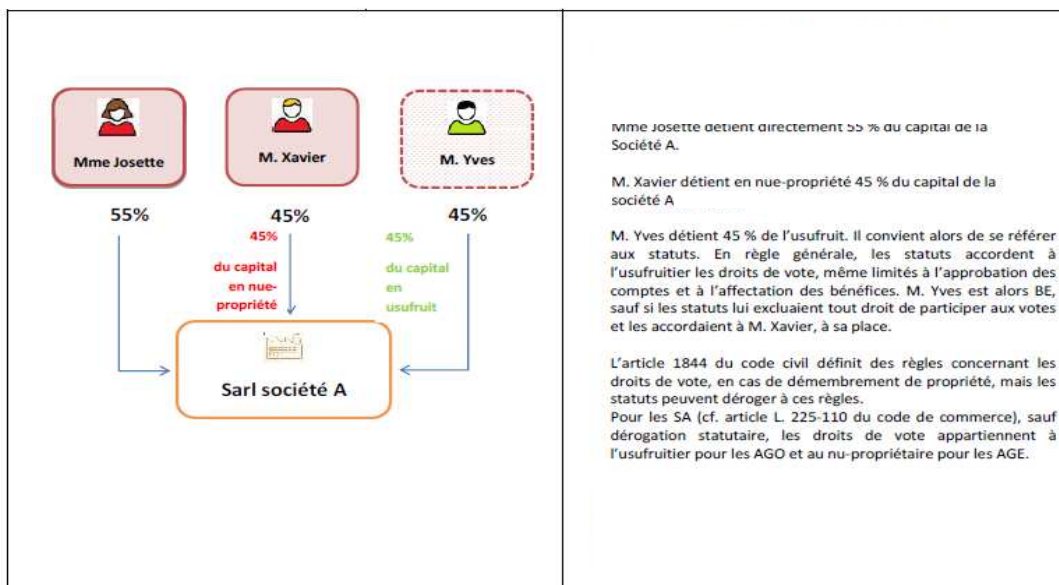 Mme Josette
M. Xavier
M. Yves
55%
45%
45%
45%
du capital
en nue-
propriété
45%
du capital
en
usufruit
Sarl société A
Mme Josette détient directement 55 % du capital de la
Société A.
M. Xavier détient en nue-propriété 45 % du capital de la
société A
M. Yves détient 45 % de l'usufruit. Il convient alors de se référer
aux statuts. En règle générale, les statuts accordent à
l'usufruitier les droits de vote, même limités à l'approbation des
comptes et à l'affectation des bénéfices. M. Yves est alors BE,
sauf si les statuts lui excluaient tout droit de participer aux votes
et les accordaient à M. Xavier, à sa place.
L'article 1844 du code civil définit des règles concernant les
droits de vote, en cas de démembrement de propriété, mais les
statuts peuvent déroger à ces règles.
Pour les SA (cf. article L. 225-110 du code de commerce), sauf
dérogation statutaire, les droits de vote appartiennent à
l'usufruitier pour les AGO et au nu-propriétaire pour les AGE.